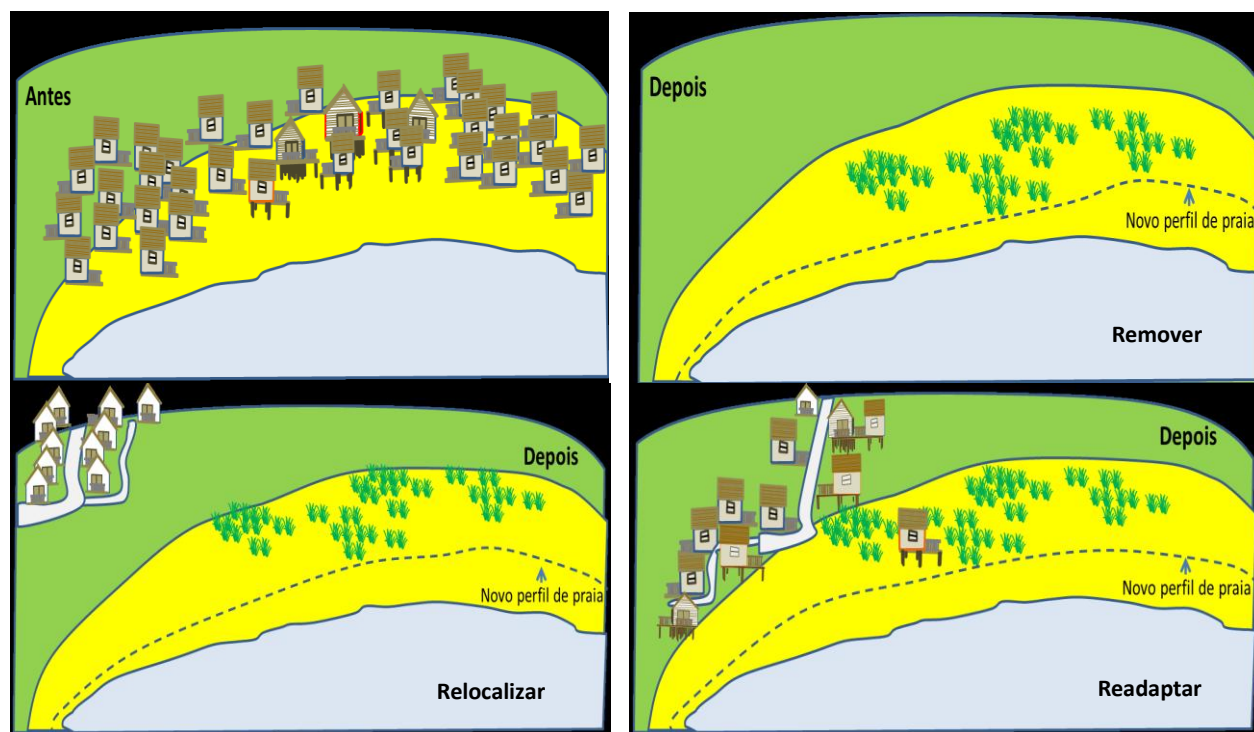 Antes
Depois
Novo perfil de praia
Remover
Depois
Novo perfil de praia
Relocalizar
Depois
Novo perfil de praia
Readaptar